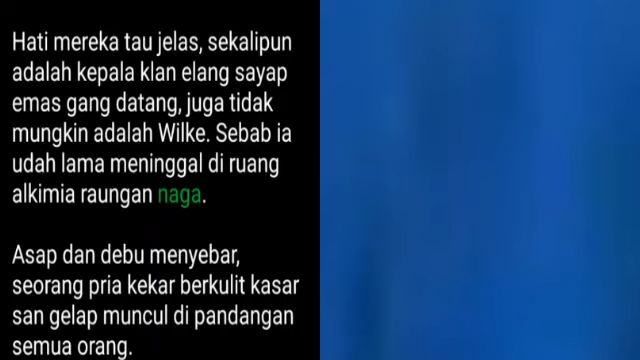 Hati mereka tau jelas, sekalipun
adalah kepala klan elang sayap
emas gang datang, juga tidak
mungkin adalah Wilke. Sebab ia
udah lama meninggal di ruang
alkimia raungan naga.
Asap dan debu menyebar,
seorang pria kekar berkulit kasar
san gelap muncul di pandangan
semua orang.